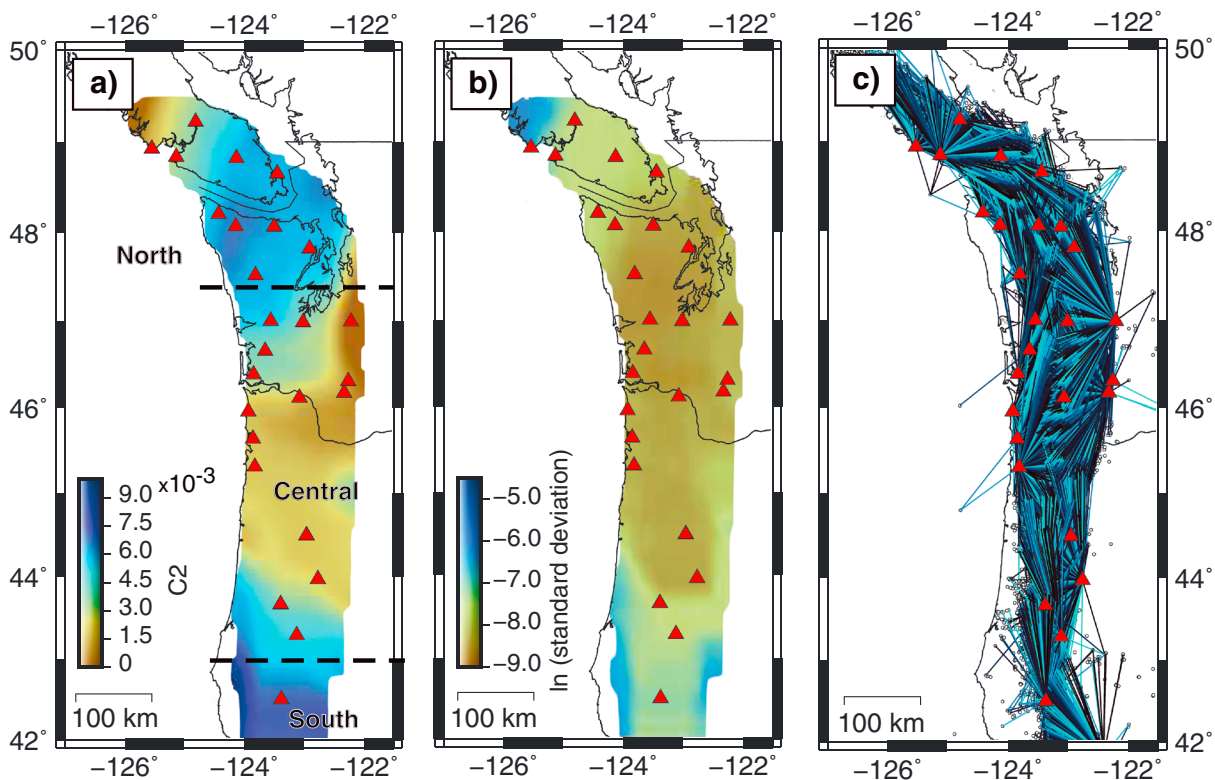 −126˚ −124˚ −122˚ −126˚ −124˚ −122˚ −126˚ −124˚ −122˚
50˚ 50˚
a) b) c)
48˚ 48˚
North
46˚ 46˚
×10⁻³
9.0
7.5
6.0
4.5
3.0
1.5
0
C2
Central
−5.0
−6.0
−7.0
−8.0
−9.0
ln (standard deviation)
44˚ 44˚
South
100 km 100 km 100 km
42˚ 42˚
−126˚ −124˚ −122˚ −126˚ −124˚ −122˚ −126˚ −124˚ −122˚